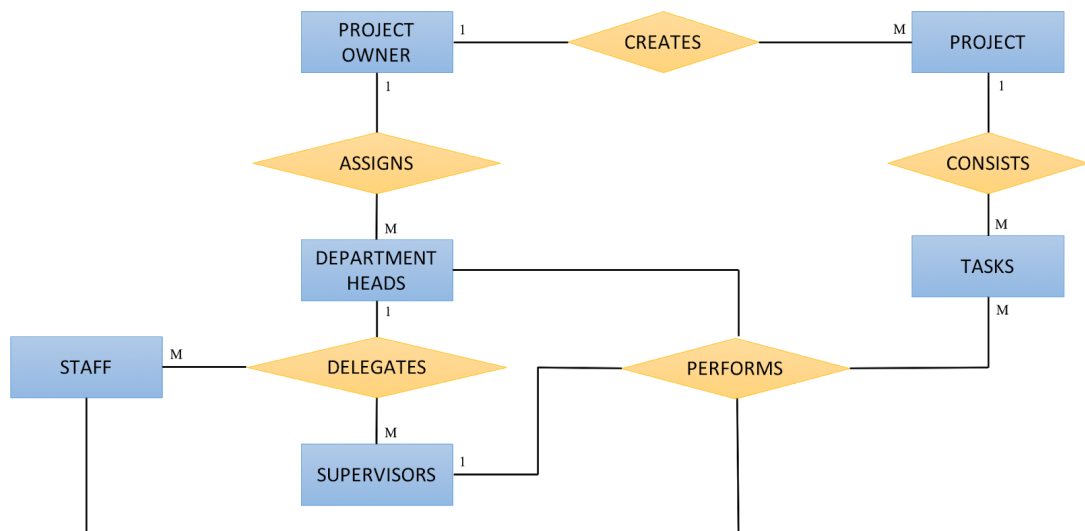 PROJECT
OWNER
1
CREATES
M
PROJECT
1
1
ASSIGNS
CONSISTS
M
M
DEPARTMENT
HEADS
TASKS
1
M
STAFF
M
DELEGATES
PERFORMS
M
SUPERVISORS
1